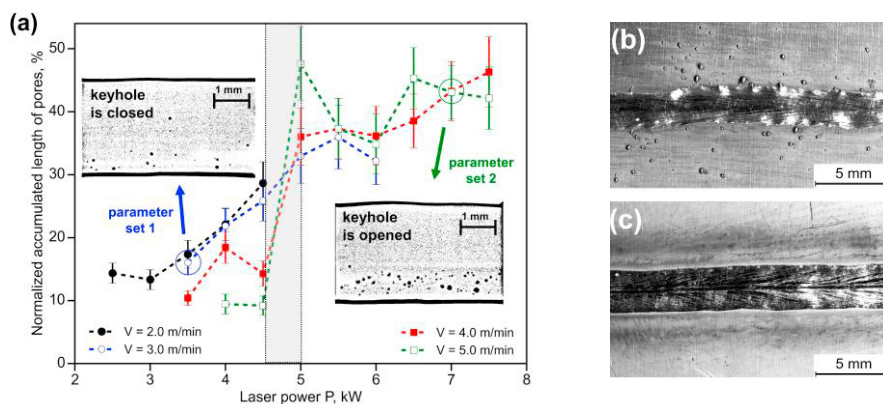 (a)
Normalized accumulated length of pores, %
50
40
30
20
10
0
keyhole
is closed
1 mm
parameter
set 1
parameter
set 2
keyhole
is opened
1 mm
V = 2.0 m/min
V = 3.0 m/min
V = 4.0 m/min
V = 5.0 m/min
2 3 4 5 6 7 8
Laser power P, kW
(b)
5 mm
(c)
5 mm